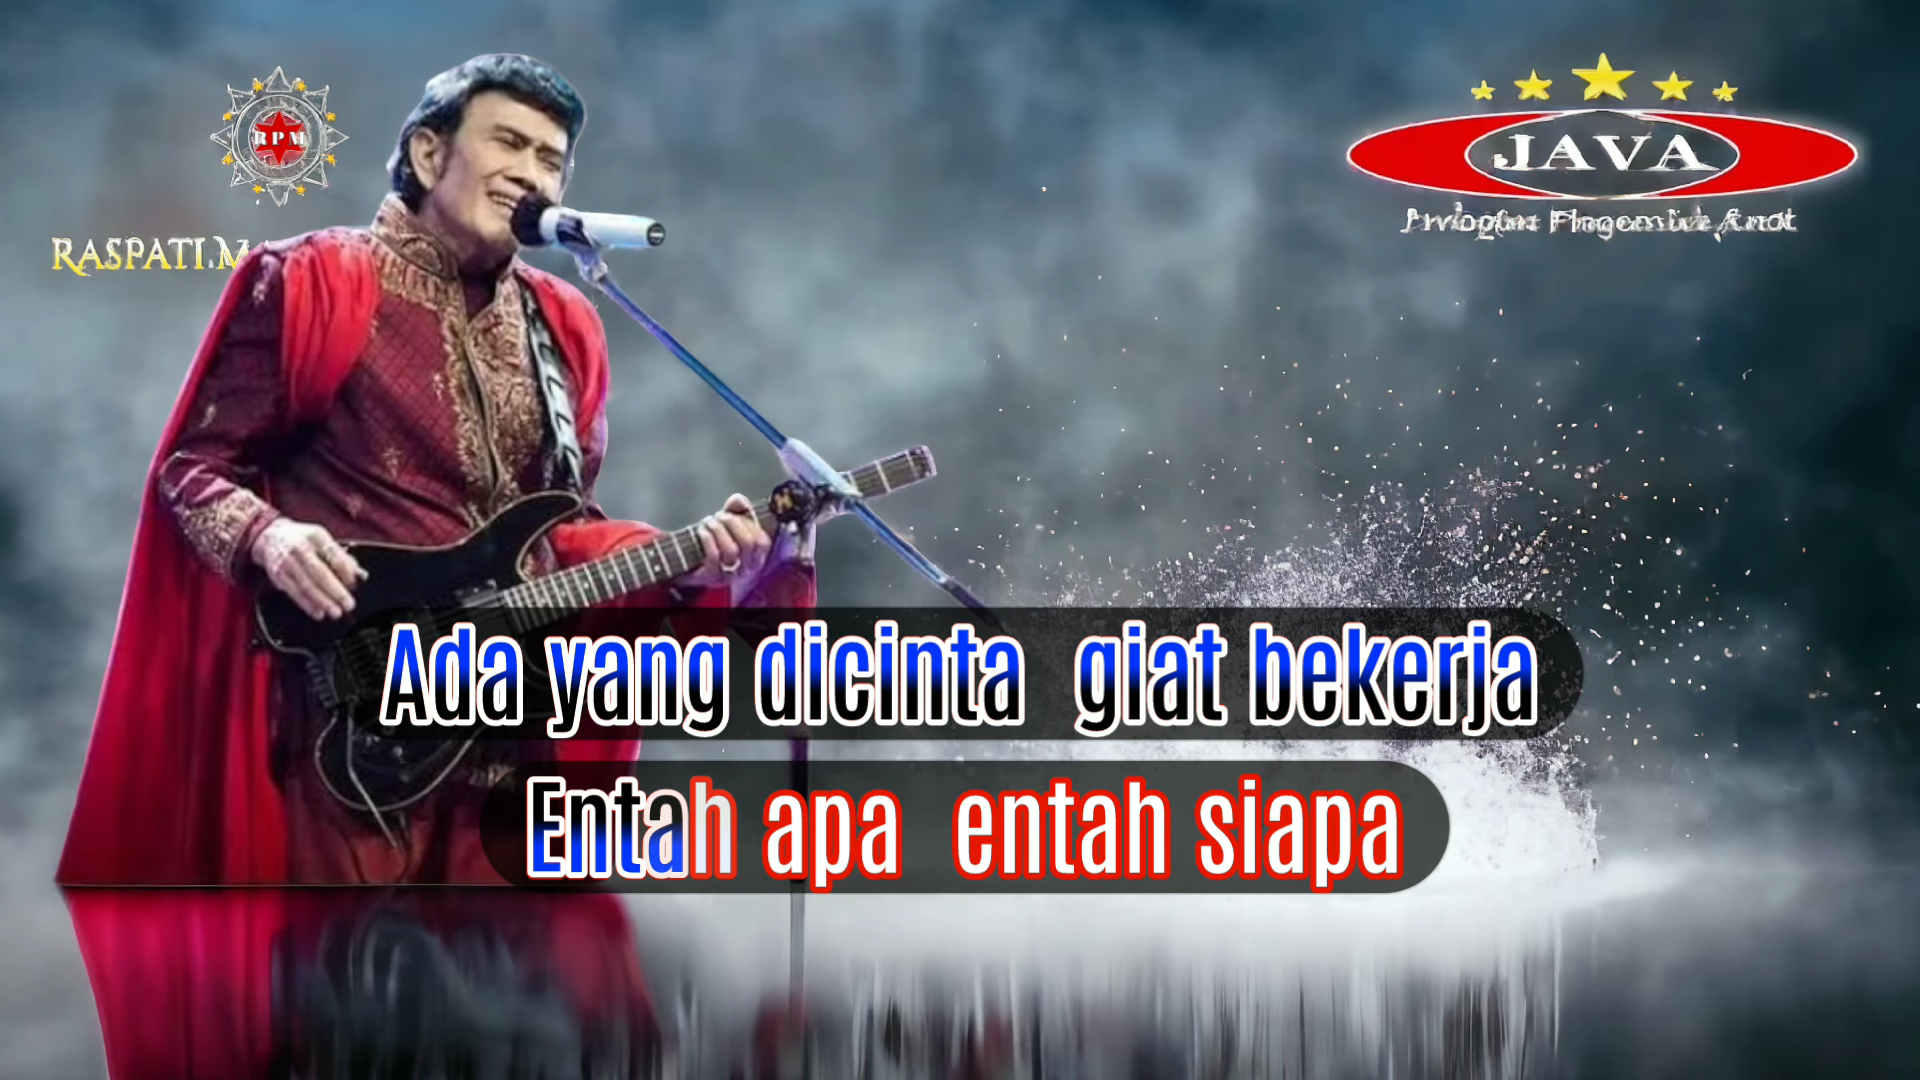 RPM
RASPATI.M
JAVA
Ada yang dicinta giat bekerja
Entah apa entah siapa